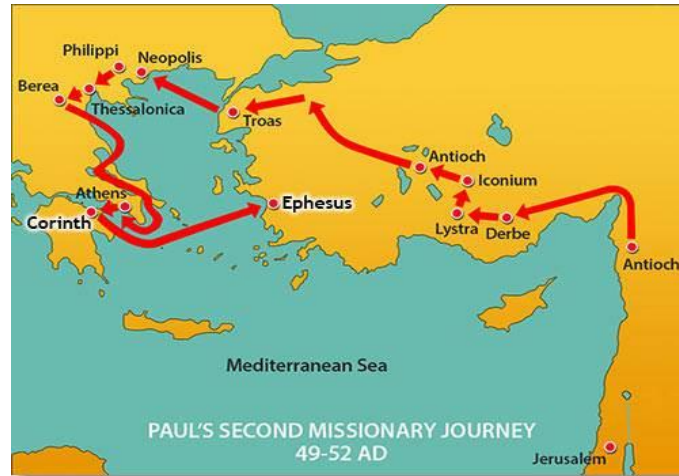 Philippi
Neopolis
Berea
Thessalonica
Troas
Antioch
Iconium
Athens
Ephesus
Corinth
Lystra
Derbe
Antioch
Mediterranean Sea
PAUL'S SECOND MISSIONARY JOURNEY
49-52 AD
Jerusalem